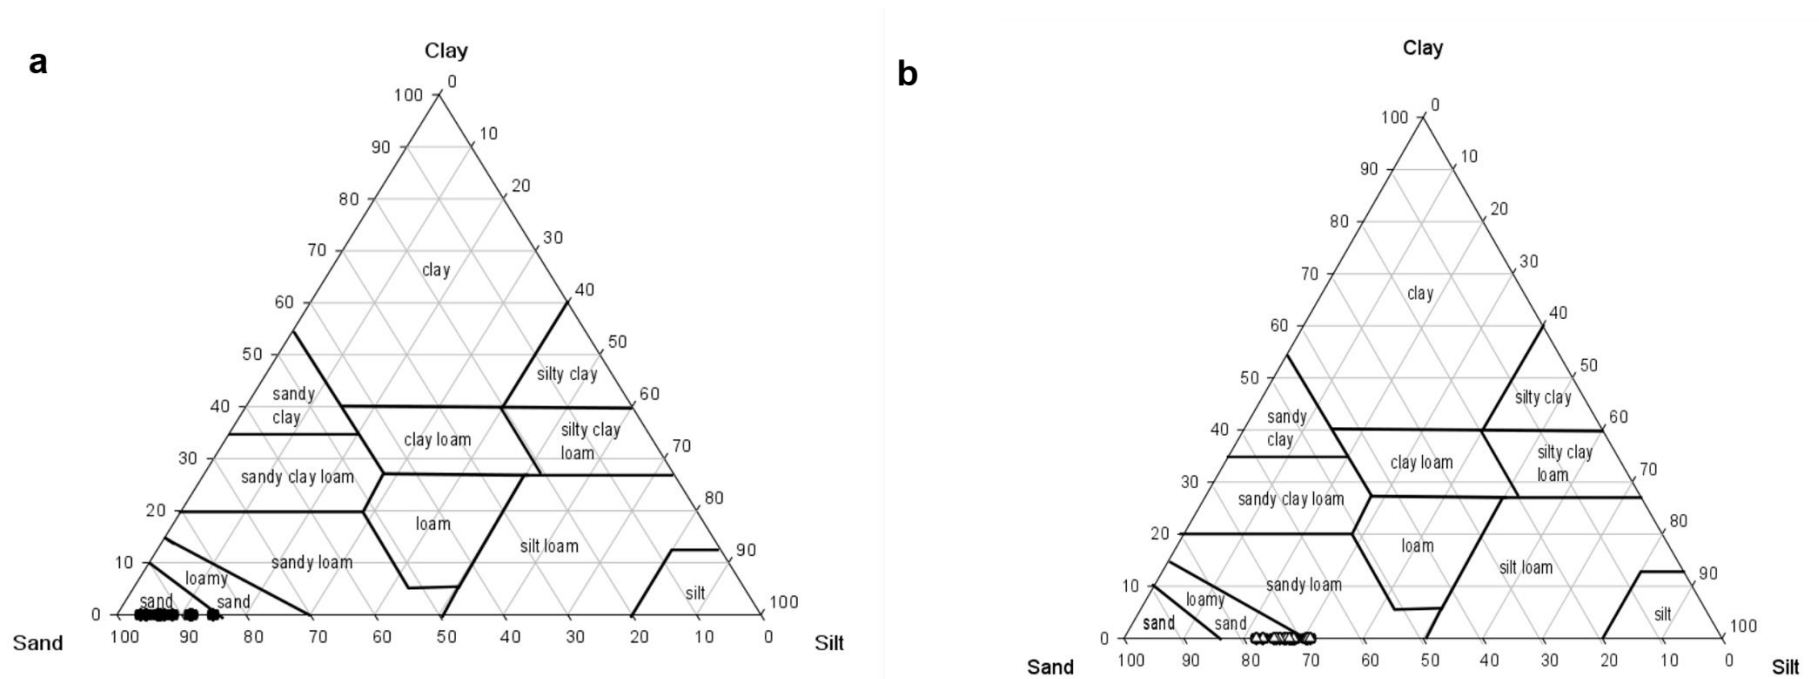 a
Clay
0
100
10
90
20
80
30
70
clay
40
60
50
50
silty clay
sandy
60
40
clay
silty clay
clay loam
70
loam
30
sandy clay loam
80
20
loam
silt loam
90
sandy loam
10
loamy
silt
sand
sand
100
0
100 90 80 70 60 50 40 30 20 10 0
Sand
Silt
b
Clay
0
100
10
90
20
80
30
70
clay
40
60
50
50
silty clay
sandy
60
40
clay
silty clay
clay loam
70
loam
30
sandy clay loam
80
20
loam
silt loam
90
sandy loam
10
loamy
silt
sand
sand
100
0
100 90 80 70 60 50 40 30 20 10 0
Sand
Silt